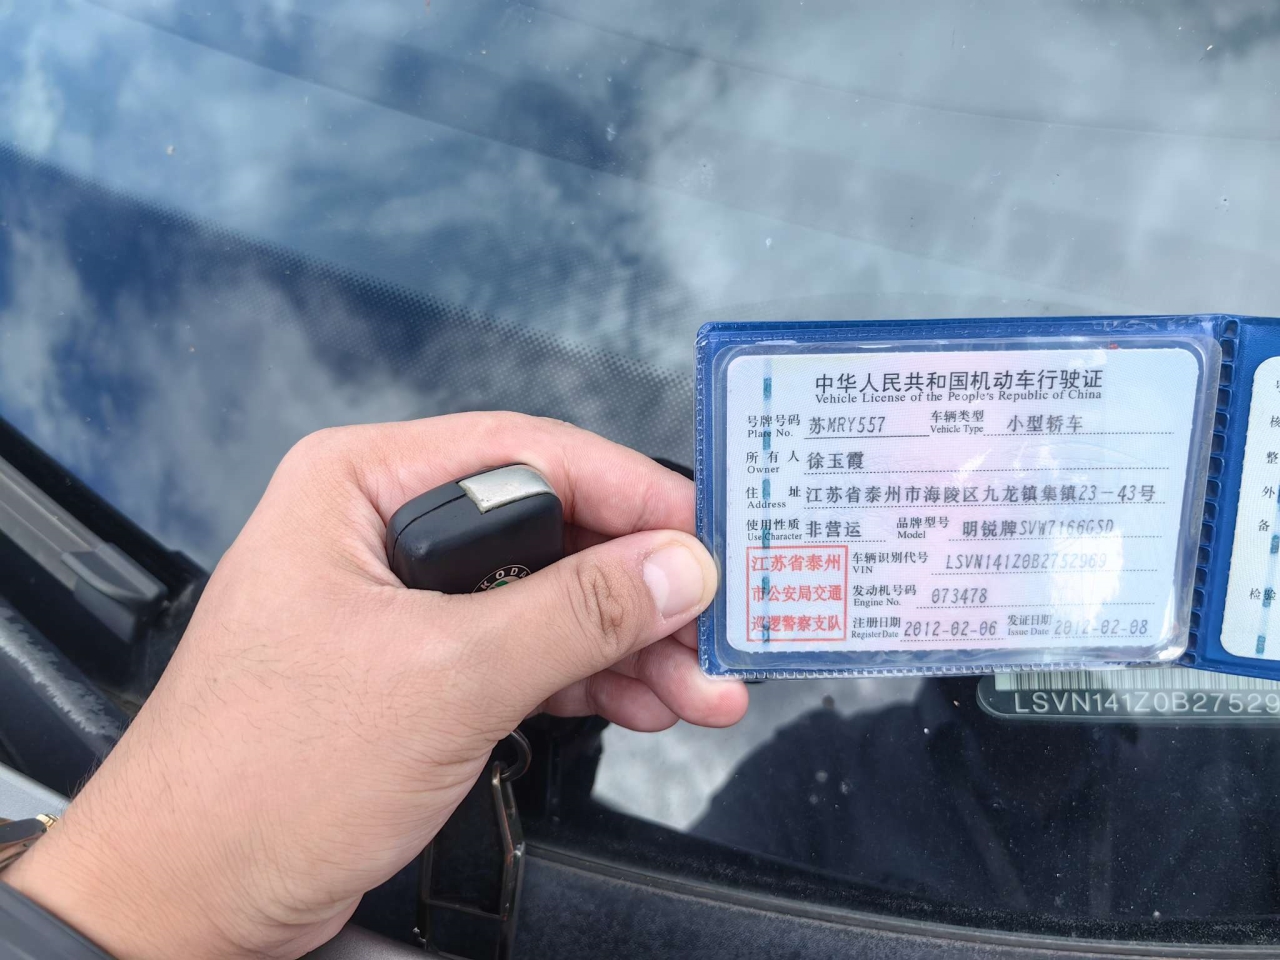 中华人民共和国机动车行驶证
Vehicle License of the People's Republic of China
号牌号码 苏MRY557 车辆类型 小型轿车
Plate No. Vehicle Type
所有人 徐玉霞
Owner
住址 江苏省泰州市海陵区九龙镇集镇23-43号
Address
使用性质 非营运 品牌型号 明锐牌SVW7166GSD
Use Character Model
江苏省泰州
市公安局交通
巡逻警察支队
车辆识别代号 LSVN141Z0B2752969
VIN
发动机号码 073478
Engine No.
注册日期 2012-02-06 发证日期 2012-02-08
Register Date Issue Date
号
核
整
外
备
检验
LSVN141Z0B27529